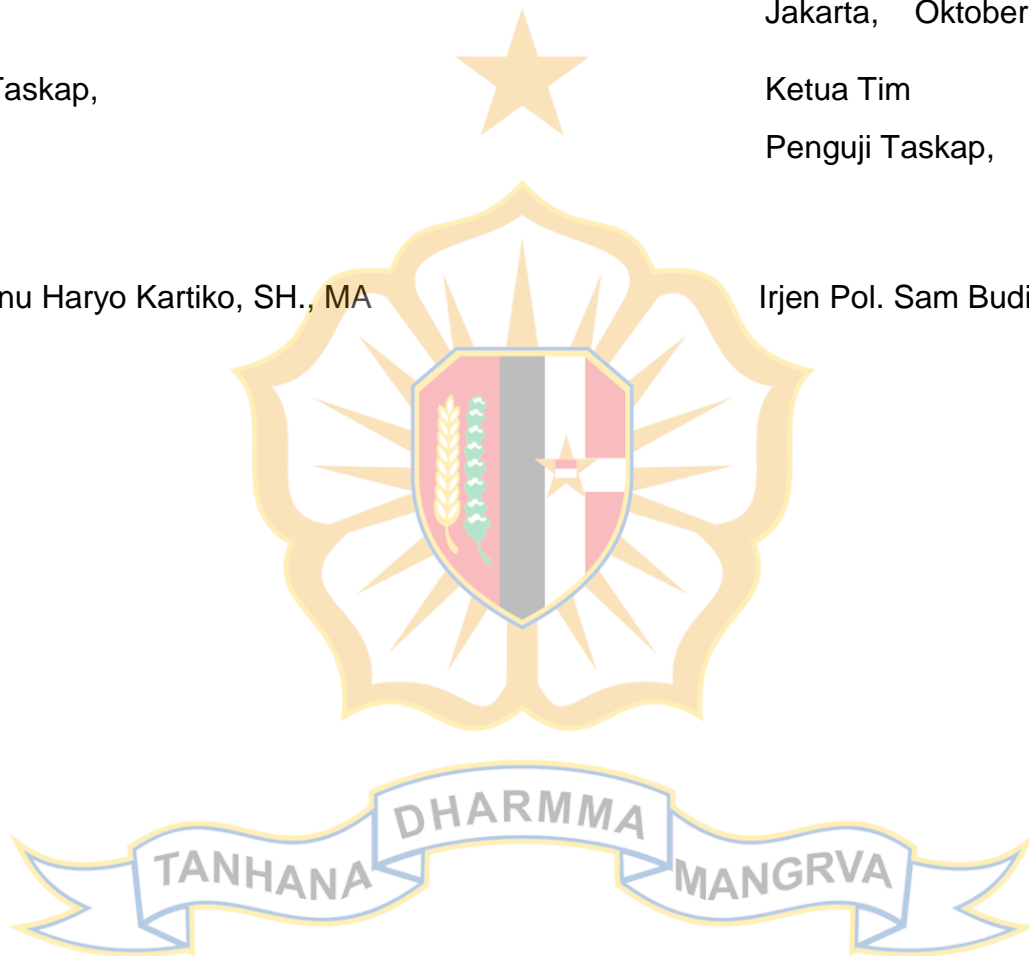 Jakarta, Oktober
Taskap,
Ketua Tim
Penguji Taskap,
nu Haryo Kartiko, SH., MA
Irjen Pol. Sam Budi
DHARMMA
TANHANA
MANGRVA